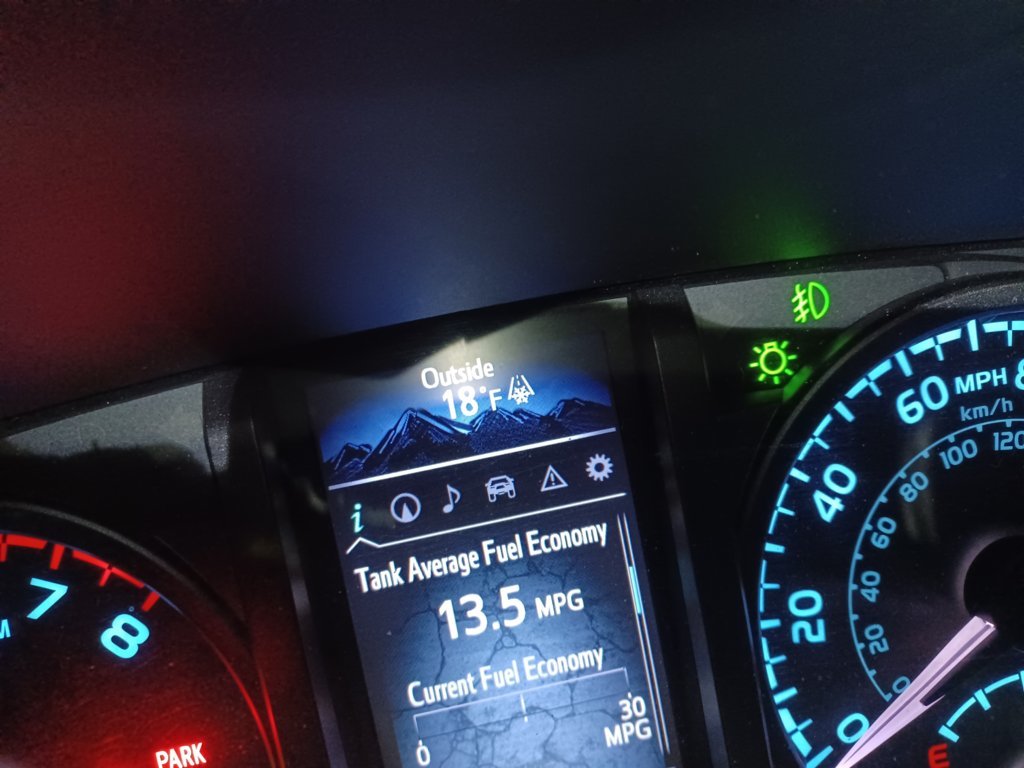 Outside
18°F
i
Tank Average Fuel Economy
13.5 MPG
Current Fuel Economy
0
30
MPG
7
8
PARK
0
20
40
60
MPH
km/h
0
20
40
60
80
100
120
E